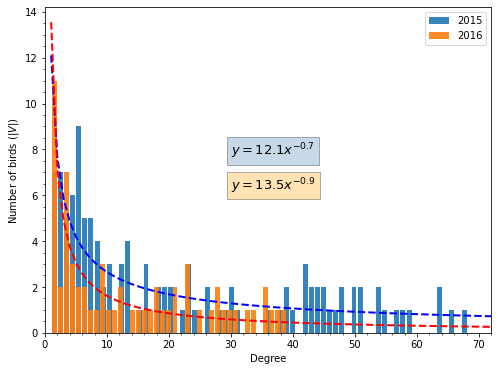 14
12
10
8
6
4
2
0
Number of birds (|V|)
2015
2016
y = 12.1x^{-0.7}
y = 13.5x^{-0.9}
0 10 20 30 40 50 60 70
Degree